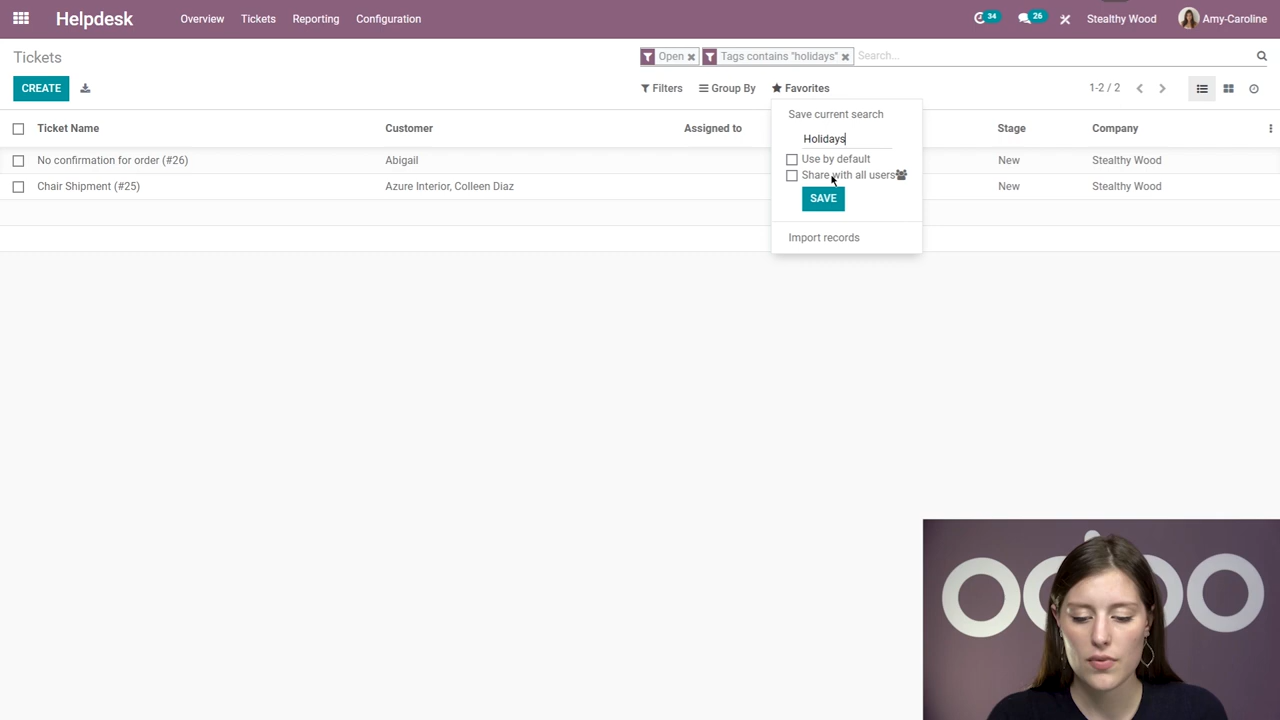 Helpdesk Overview Tickets Reporting Configuration 34 26 Stealthy Wood Amy-Caroline
Tickets Open Tags contains "holidays" Search...
CREATE Filters Group By Favorites 1-2 / 2
Save current search
Ticket Name Customer Assigned to Stage Company
Holidays
No confirmation for order (#26) Abigail New Stealthy Wood
Use by default
Share with all users
Chair Shipment (#25) Azure Interior, Colleen Diaz New Stealthy Wood
SAVE
Import records